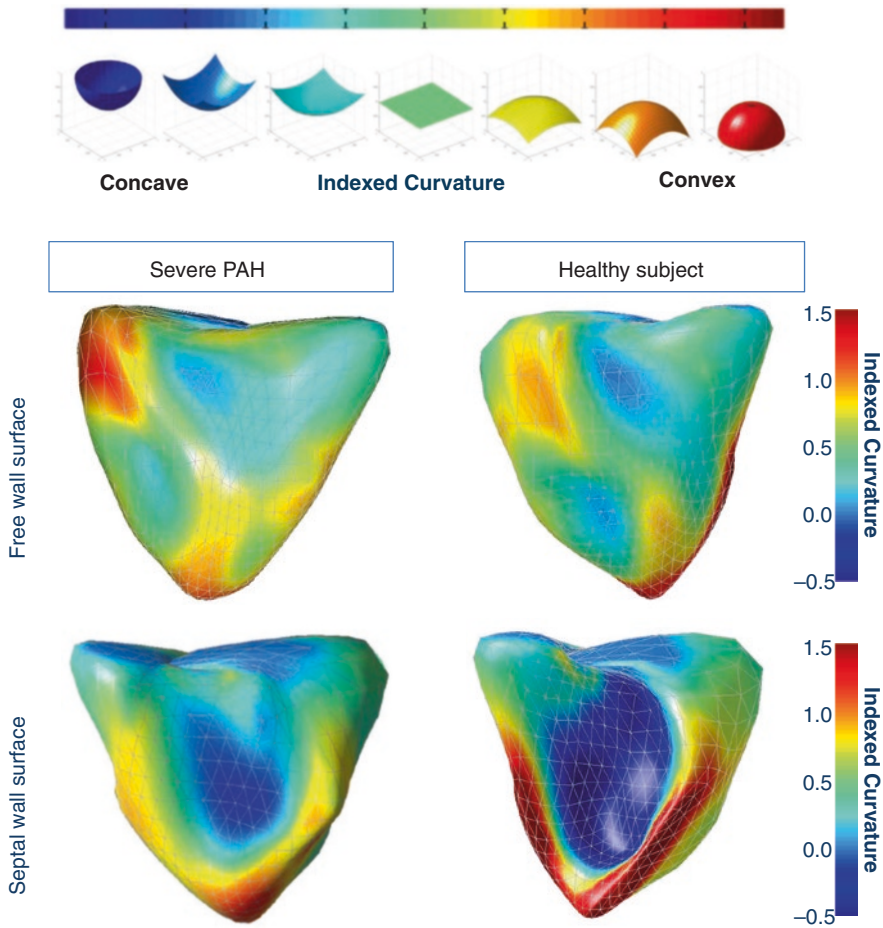 Concave Indexed Curvature Convex
Severe PAH Healthy subject
Free wall surface
1.5
1.0
0.5
0.0
–0.5
Indexed Curvature
Septal wall surface
1.5
1.0
0.5
0.0
–0.5
Indexed Curvature